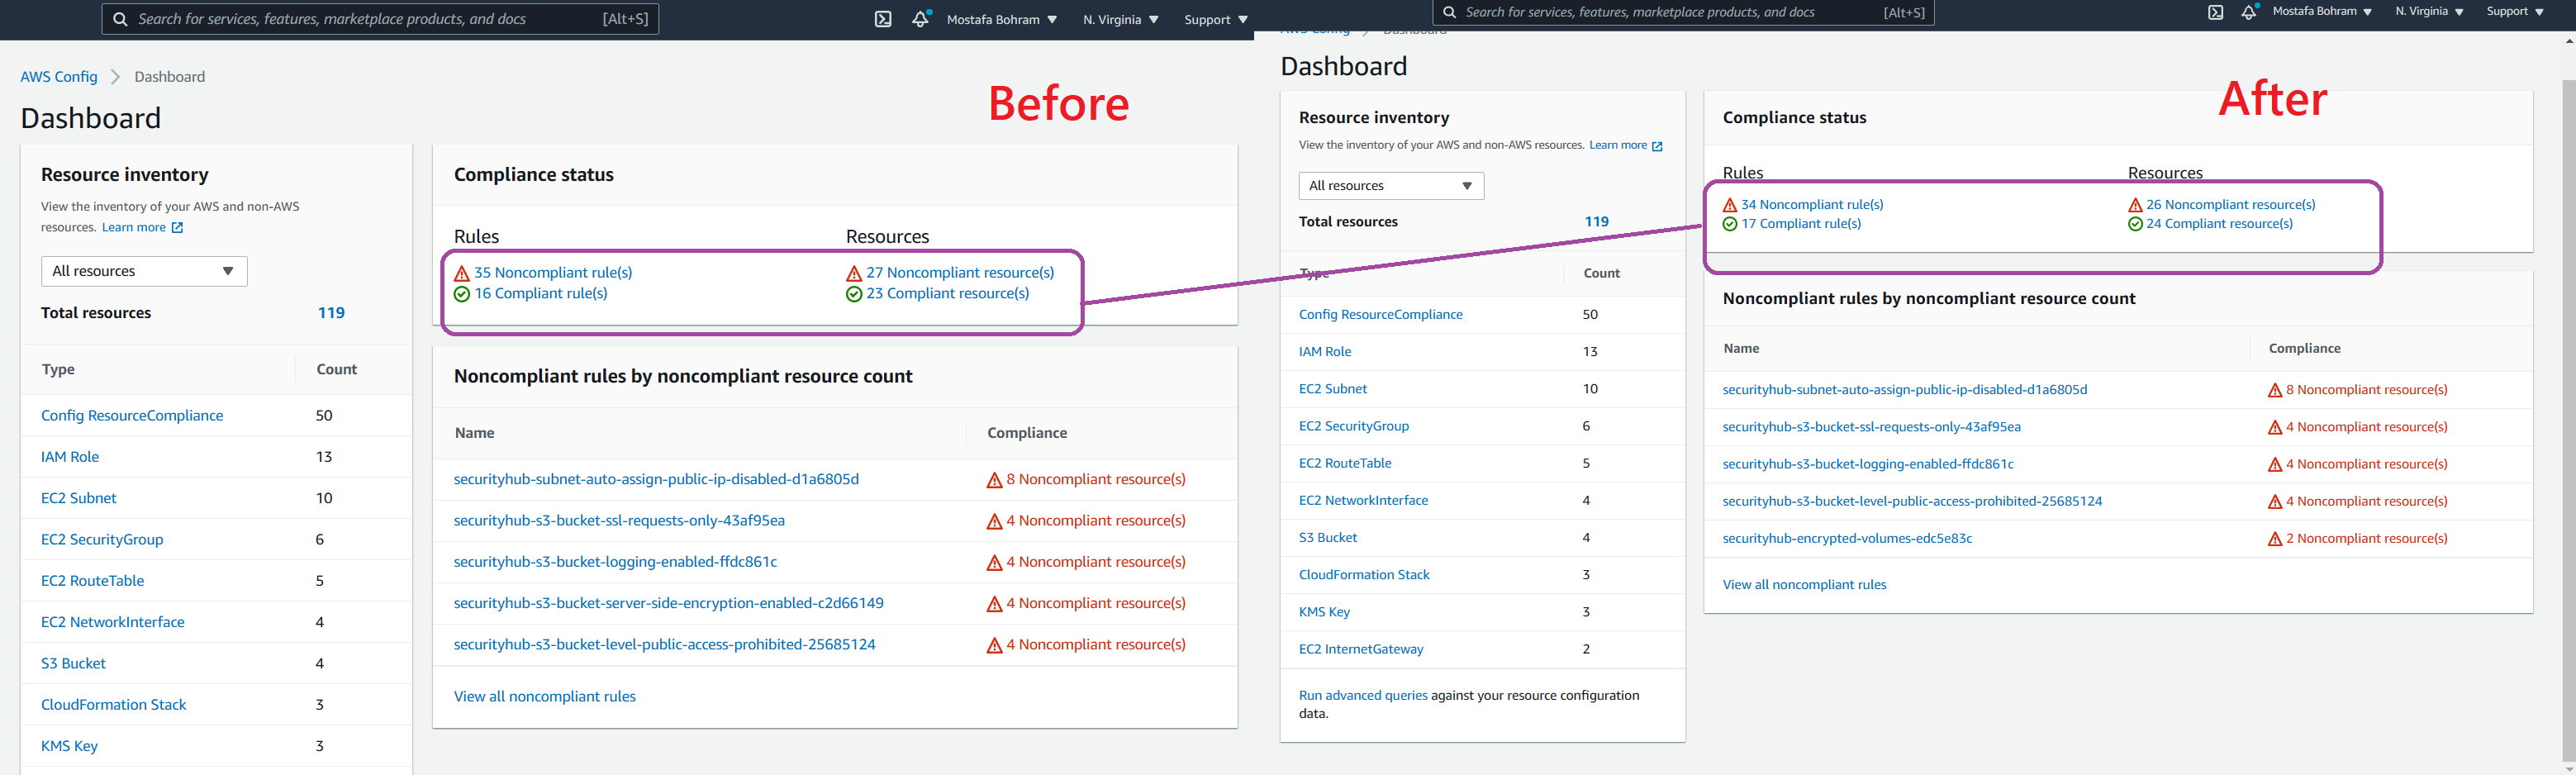 Search for services, features, marketplace products, and docs [Alt+S]
Mostafa Bohram N. Virginia Support
AWS Config Dashboard
Dashboard
Before
Resource inventory
View the inventory of your AWS and non-AWS
resources. Learn more
All resources
Total resources 119
Type Count
Config ResourceCompliance 50
IAM Role 13
EC2 Subnet 10
EC2 SecurityGroup 6
EC2 RouteTable 5
EC2 NetworkInterface 4
S3 Bucket 4
CloudFormation Stack 3
KMS Key 3
Compliance status
Rules Resources
35 Noncompliant rule(s) 27 Noncompliant resource(s)
16 Compliant rule(s) 23 Compliant resource(s)
Noncompliant rules by noncompliant resource count
Name Compliance
securityhub-subnet-auto-assign-public-ip-disabled-d1a6805d 8 Noncompliant resource(s)
securityhub-s3-bucket-ssl-requests-only-43af95ea 4 Noncompliant resource(s)
securityhub-s3-bucket-logging-enabled-ffdc861c 4 Noncompliant resource(s)
securityhub-s3-bucket-server-side-encryption-enabled-c2d66149 4 Noncompliant resource(s)
securityhub-s3-bucket-level-public-access-prohibited-25685124 4 Noncompliant resource(s)
View all noncompliant rules
Search for services, features, marketplace products, and docs [Alt+S]
Mostafa Bohram N. Virginia Support
AWS Config Dashboard
Dashboard
After
Resource inventory
View the inventory of your AWS and non-AWS resources. Learn more
All resources
Total resources 119
Type Count
Config ResourceCompliance 50
IAM Role 13
EC2 Subnet 10
EC2 SecurityGroup 6
EC2 RouteTable 5
EC2 NetworkInterface 4
S3 Bucket 4
CloudFormation Stack 3
KMS Key 3
EC2 InternetGateway 2
Run advanced queries against your resource configuration
data.
Compliance status
Rules Resources
34 Noncompliant rule(s) 26 Noncompliant resource(s)
17 Compliant rule(s) 24 Compliant resource(s)
Noncompliant rules by noncompliant resource count
Name Compliance
securityhub-subnet-auto-assign-public-ip-disabled-d1a6805d 8 Noncompliant resource(s)
securityhub-s3-bucket-ssl-requests-only-43af95ea 4 Noncompliant resource(s)
securityhub-s3-bucket-logging-enabled-ffdc861c 4 Noncompliant resource(s)
securityhub-s3-bucket-level-public-access-prohibited-25685124 4 Noncompliant resource(s)
securityhub-encrypted-volumes-edc5e83c 2 Noncompliant resource(s)
View all noncompliant rules